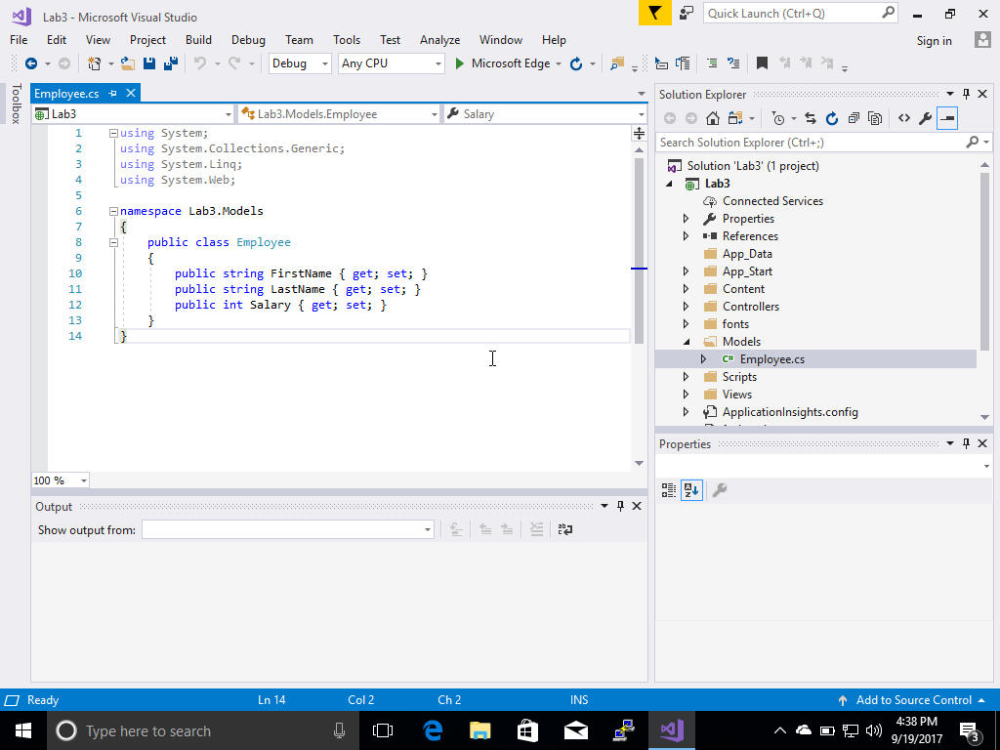 Lab3 - Microsoft Visual Studio
Quick Launch (Ctrl+Q)
File Edit View Project Build Debug Team Tools Test Analyze Window Help
Sign in
Debug Any CPU Microsoft Edge
Toolbox
Employee.cs
Lab3 Lab3.Models.Employee Salary
1 using System;
2 using System.Collections.Generic;
3 using System.Linq;
4 using System.Web;
5
6 namespace Lab3.Models
7 {
8 public class Employee
9 {
10 public string FirstName { get; set; }
11 public string LastName { get; set; }
12 public int Salary { get; set; }
13 }
14 }
100 %
Output
Show output from:
Solution Explorer
Search Solution Explorer (Ctrl+;)
Solution 'Lab3' (1 project)
Lab3
Connected Services
Properties
References
App_Data
App_Start
Content
Controllers
fonts
Models
C# Employee.cs
Scripts
Views
ApplicationInsights.config
Properties
Ready Ln 14 Col 2 Ch 2 INS Add to Source Control
Type here to search
4:38 PM
9/19/2017
3